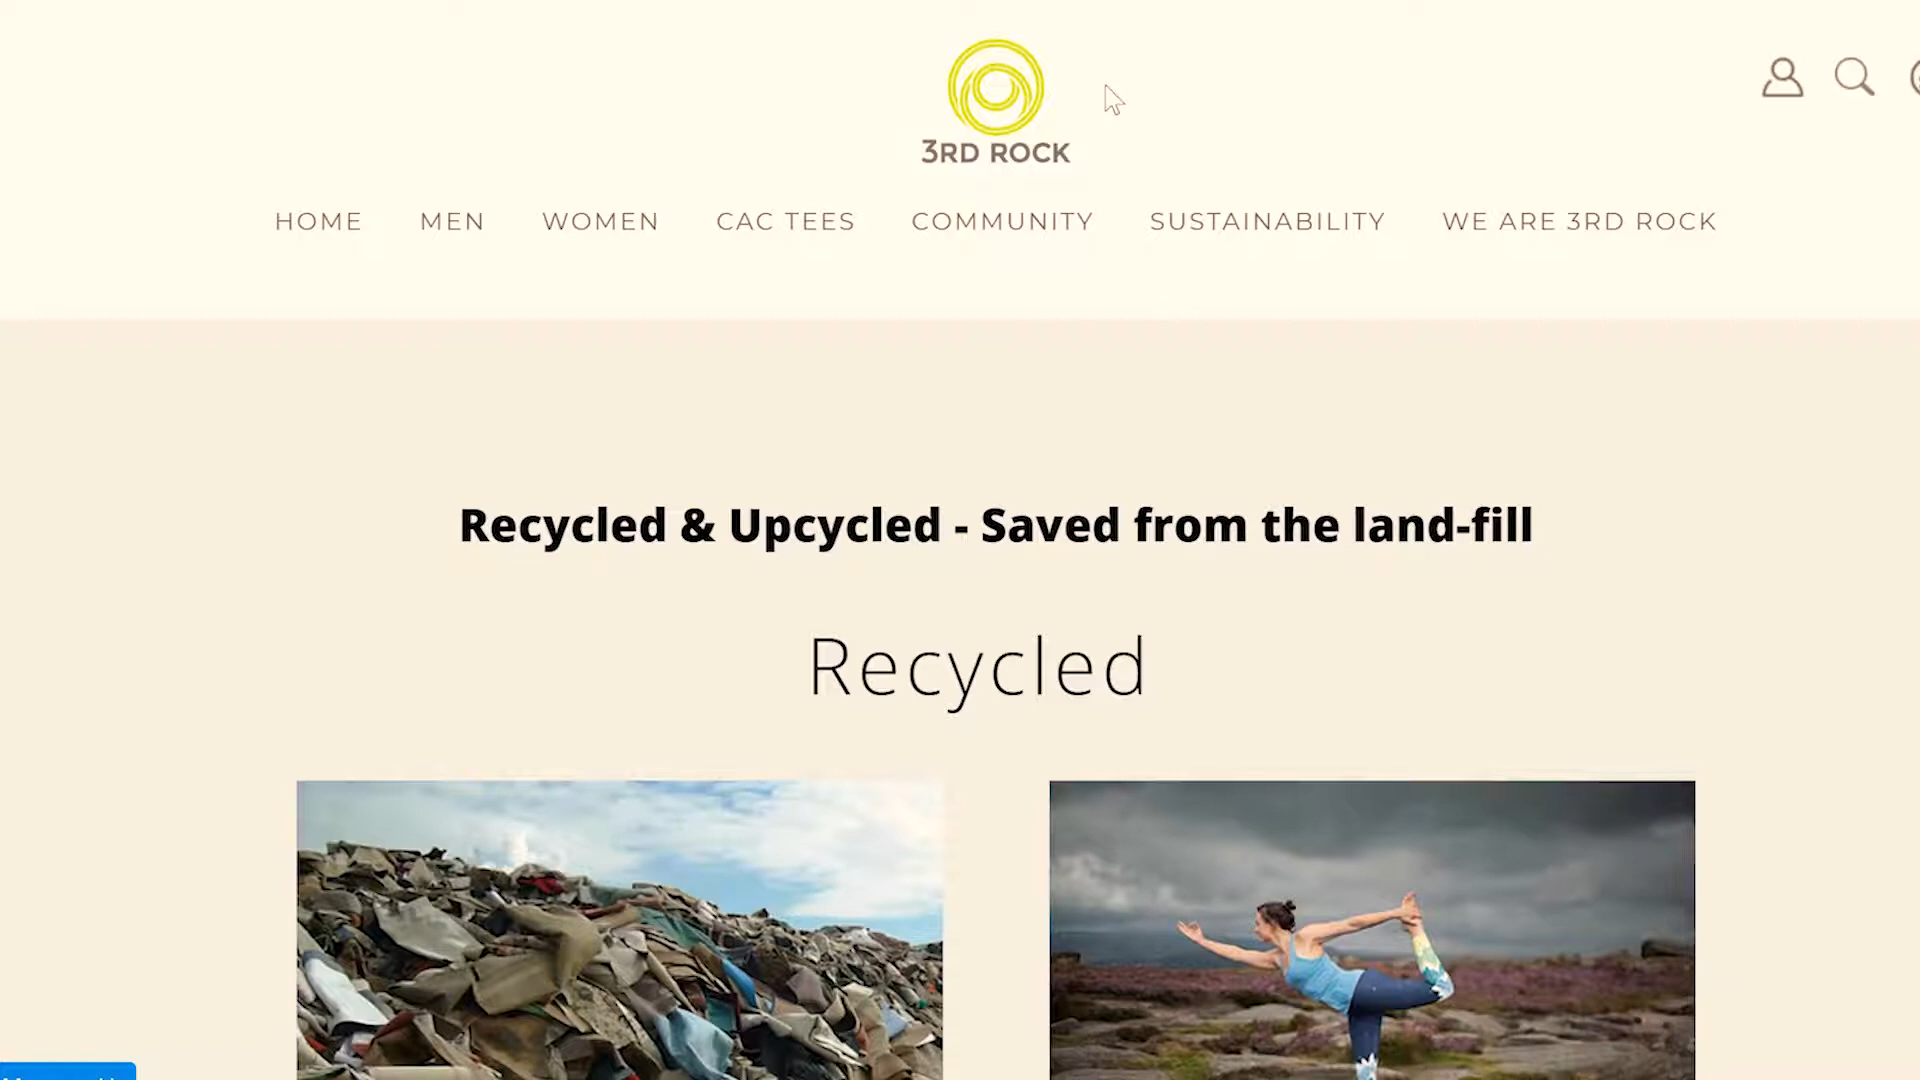 3RD ROCK
HOME MEN WOMEN CAC TEES COMMUNITY SUSTAINABILITY WE ARE 3RD ROCK
Recycled & Upcycled - Saved from the land-fill
Recycled